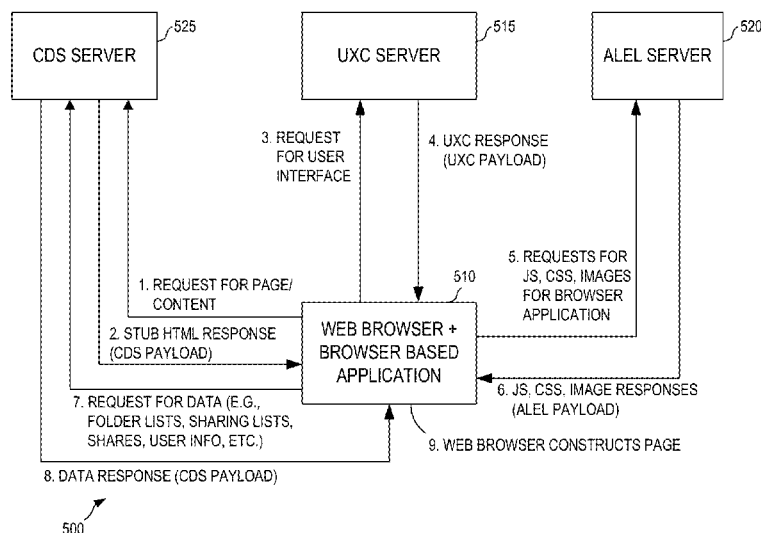 525
CDS SERVER
515
UXC SERVER
520
ALEL SERVER
3. REQUEST
FOR USER
INTERFACE
4. UXC RESPONSE
(UXC PAYLOAD)
5. REQUESTS FOR
JS, CSS, IMAGES
FOR BROWSER
APPLICATION
1. REQUEST FOR PAGE/
CONTENT
510
WEB BROWSER +
BROWSER BASED
APPLICATION
2. STUB HTML RESPONSE
(CDS PAYLOAD)
6. JS, CSS, IMAGE RESPONSES
(ALEL PAYLOAD)
7. REQUEST FOR DATA (E.G.,
FOLDER LISTS, SHARING LISTS,
SHARES, USER INFO, ETC.)
9. WEB BROWSER CONSTRUCTS PAGE
8. DATA RESPONSE (CDS PAYLOAD)
500